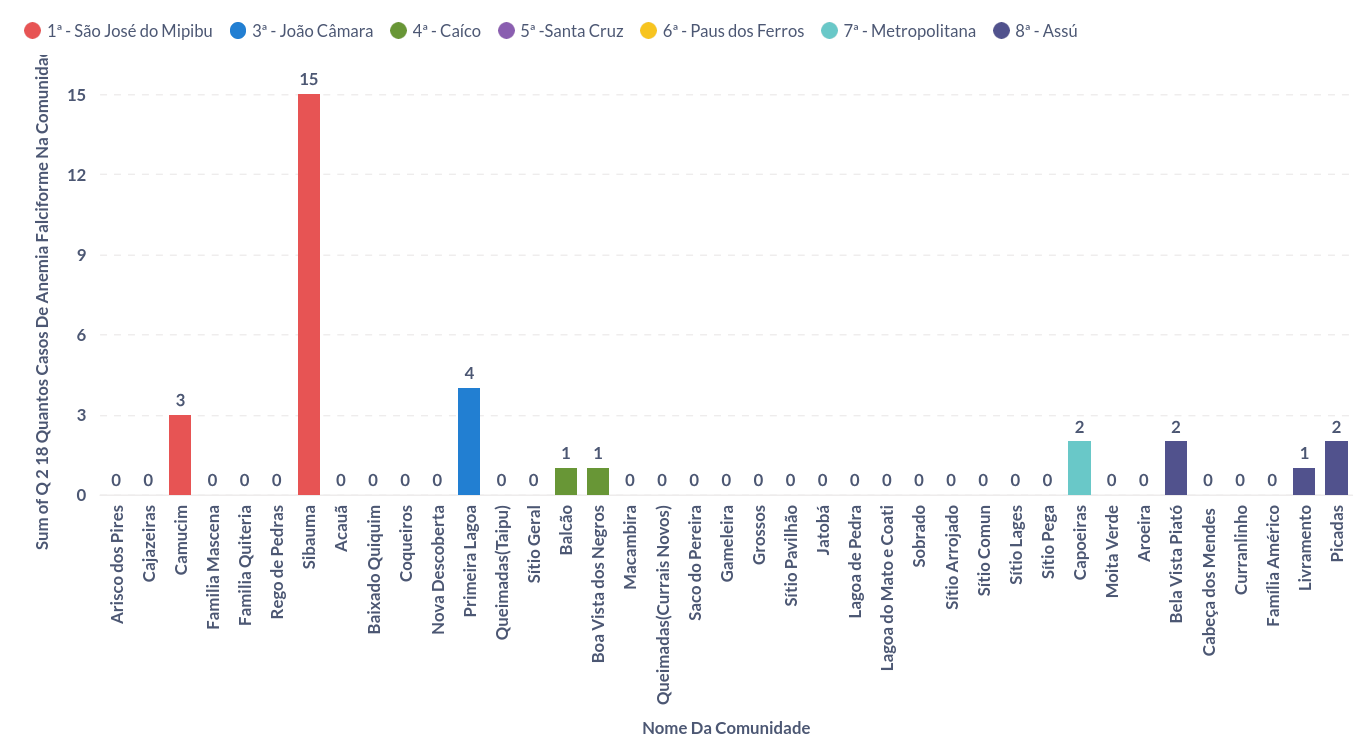 1ª - São José do Mipibu 3ª - João Câmara 4ª - Caíco 5ª -Santa Cruz 6ª - Paus dos Ferros 7ª - Metropolitana 8ª - Assú
Sum of Q 2 18 Quantos Casos De Anemia Falciforme Na Comunida
15
12
9
6
3
0
0
0
3
0
0
0
15
0
0
0
0
4
0
0
1
1
0
0
0
0
0
0
0
0
0
0
0
0
0
0
2
0
0
2
0
0
0
1
2
Arisco dos Pires
Cajazeiras
Camucim
Familia Mascena
Familia Quiteria
Rego de Pedras
Sibauma
Acauã
Baixado Quiquim
Coqueiros
Nova Descoberta
Primeira Lagoa
Queimadas(Taipu)
Sítio Geral
Balcão
Boa Vista dos Negros
Macambira
Queimadas(Currais Novos)
Saco do Pereira
Gameleira
Grossos
Sítio Pavilhão
Jatobá
Lagoa de Pedra
Lagoa do Mato e Coati
Sobrado
Sítio Arrojado
Sítio Comun
Sítio Lages
Sítio Pega
Capoeiras
Moita Verde
Aroeira
Bela Vista Piató
Cabeça dos Mendes
Curranlinho
Família Américo
Livramento
Picadas
Nome Da Comunidade